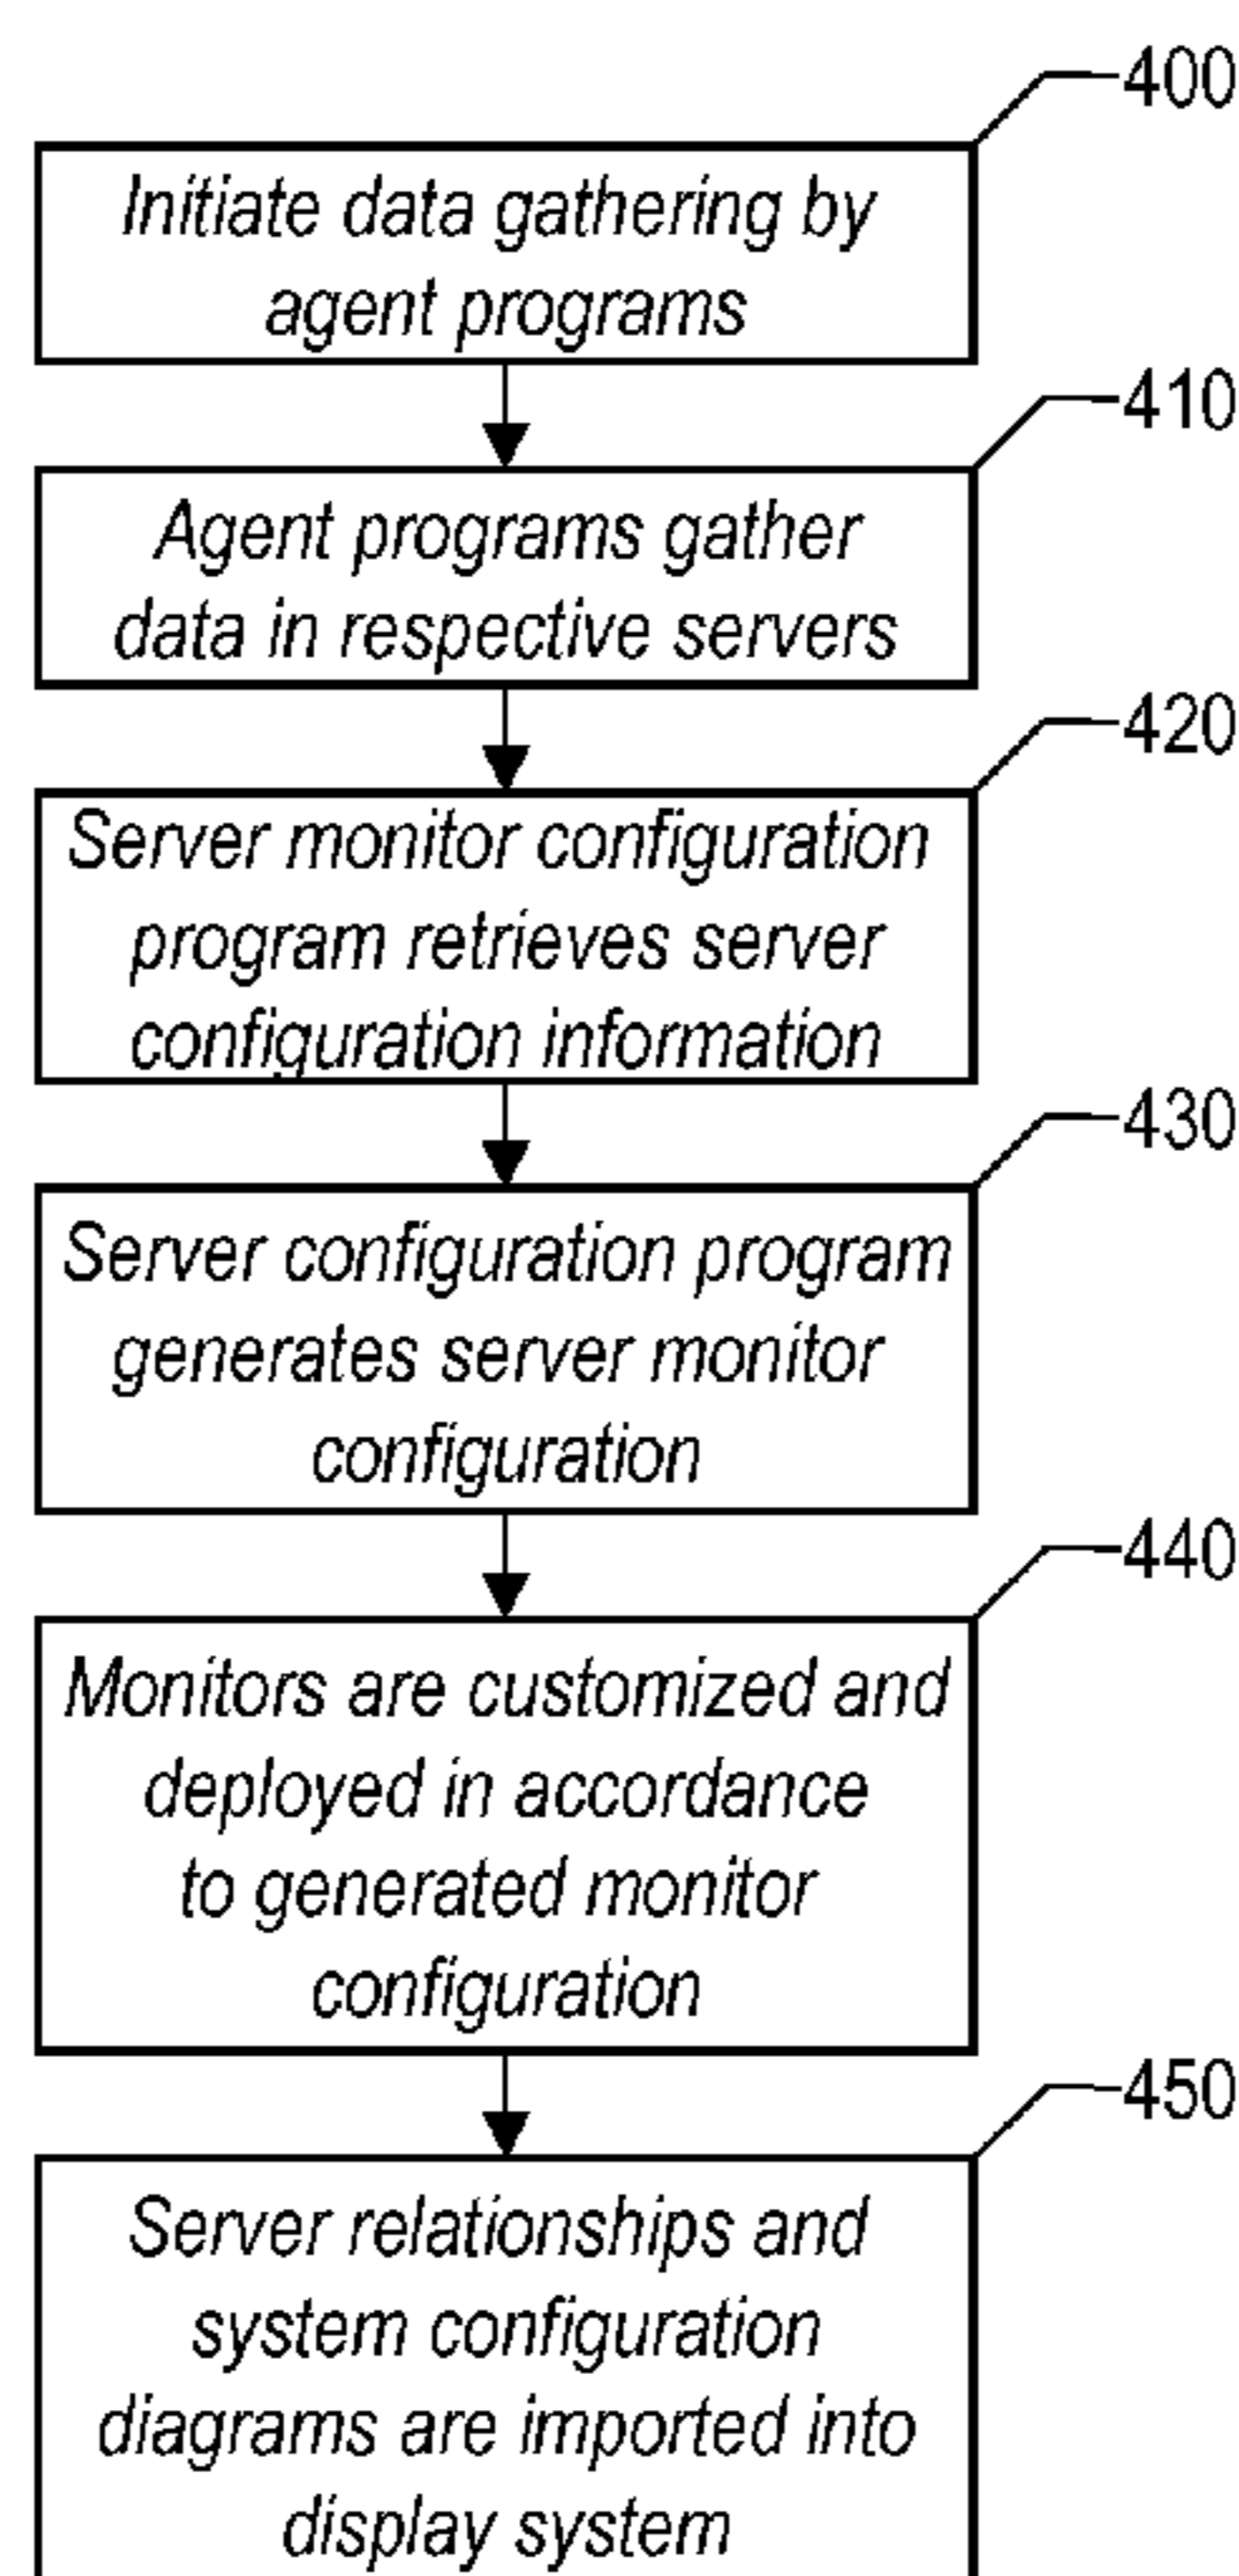 400
Initiate data gathering by
agent programs
410
Agent programs gather
data in respective servers
420
Server monitor configuration
program retrieves server
configuration information
430
Server configuration program
generates server monitor
configuration
440
Monitors are customized and
deployed in accordance
to generated monitor
configuration
450
Server relationships and
system configuration
diagrams are imported into
display system